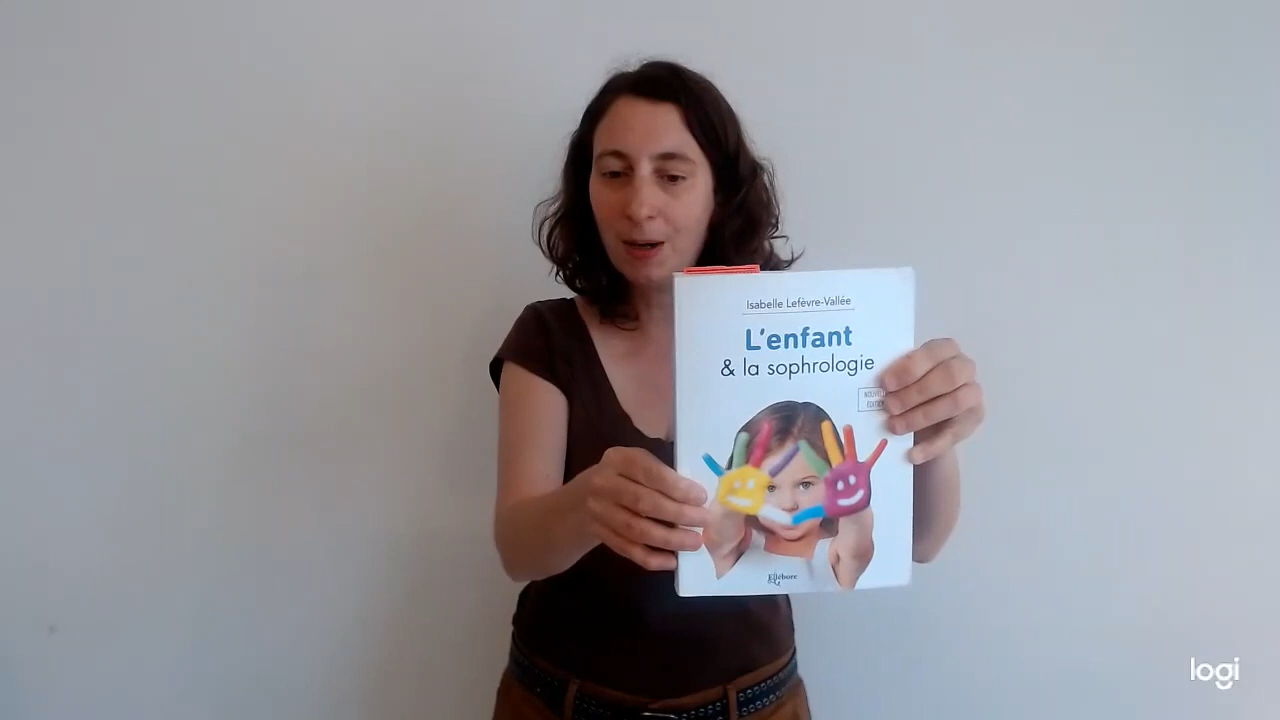 Isabelle Lefèvre-Vallée
L'enfant
& la sophrologie
Ellébore
logi